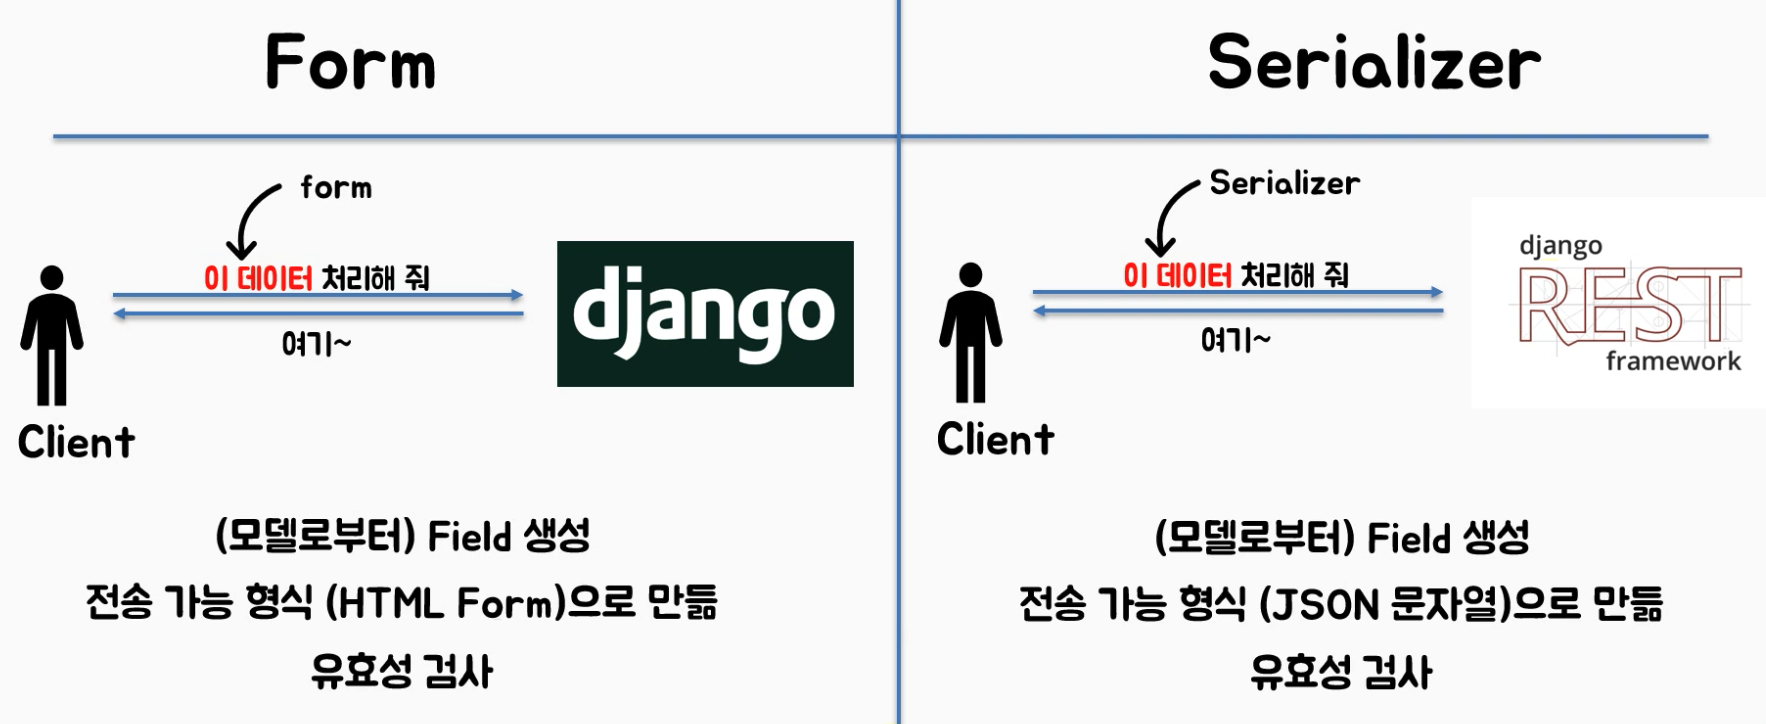 Form
form
이 데이터 처리해 줘
여기~
django
Client
(모델로부터) Field 생성
전송 가능 형식 (HTML Form)으로 만듦
유효성 검사
Serializer
Serializer
이 데이터 처리해 줘
여기~
django
REST
framework
Client
(모델로부터) Field 생성
전송 가능 형식 (JSON 문자열)으로 만듦
유효성 검사